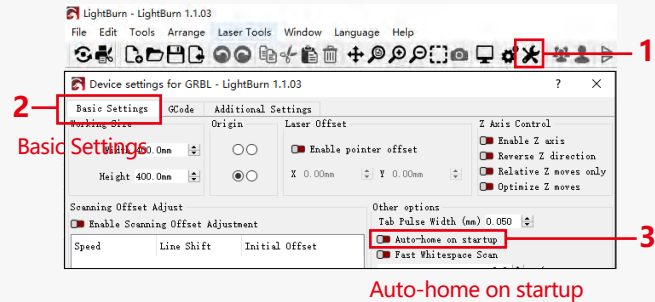 LightBurn - LightBurn 1.1.03
File Edit Tools Arrange Laser Tools Window Language Help
1
Device settings for GRBL - LightBurn 1.1.03 ? ×
2
Basic Settings GCode Additional Settings
Working Size Origin Laser Offset Z Axis Control
Basic Settings
Width 400.0mm Enable pointer offset Enable Z axis
Reverse Z direction
Height 400.0mm X 0.00mm Y 0.00mm Relative Z moves only
Optimize Z moves
Scanning Offset Adjust Other options
Enable Scanning Offset Adjustment Tab Pulse Width (mm) 0.050
Speed Line Shift Initial Offset Auto-home on startup
3
Fast Whitespace Scan
Auto-home on startup